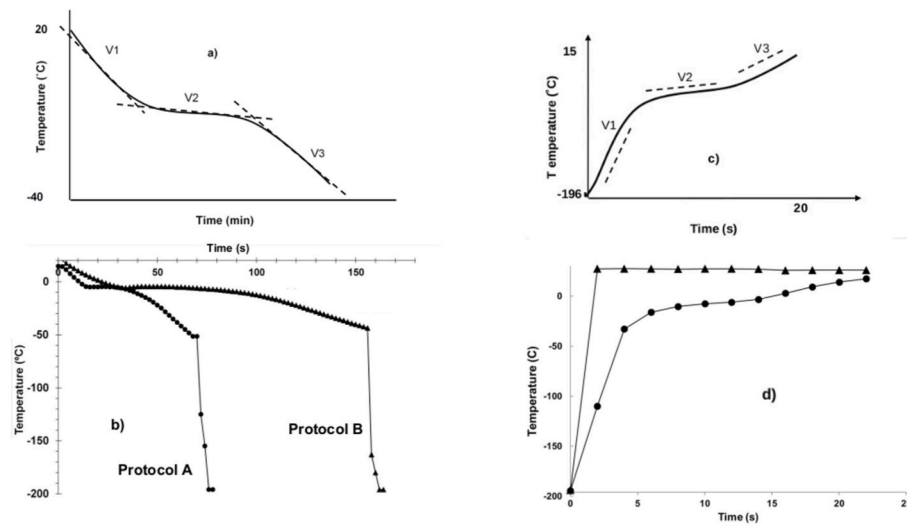 20
V1
a)
V2
V3
Temperature (˚C)
-40
Time (min)
15
V3
V2
V1
T emperature (˚C)
c)
-196
20
Time (s)
Time (s)
0 50 100 150
0
-50
-100
-150
-200
Temperature (ºC)
b)
Protocol A
Protocol B
0
-50
-100
-150
-200
Temperature (C)
d)
0 5 10 15 20 25
Time (s)